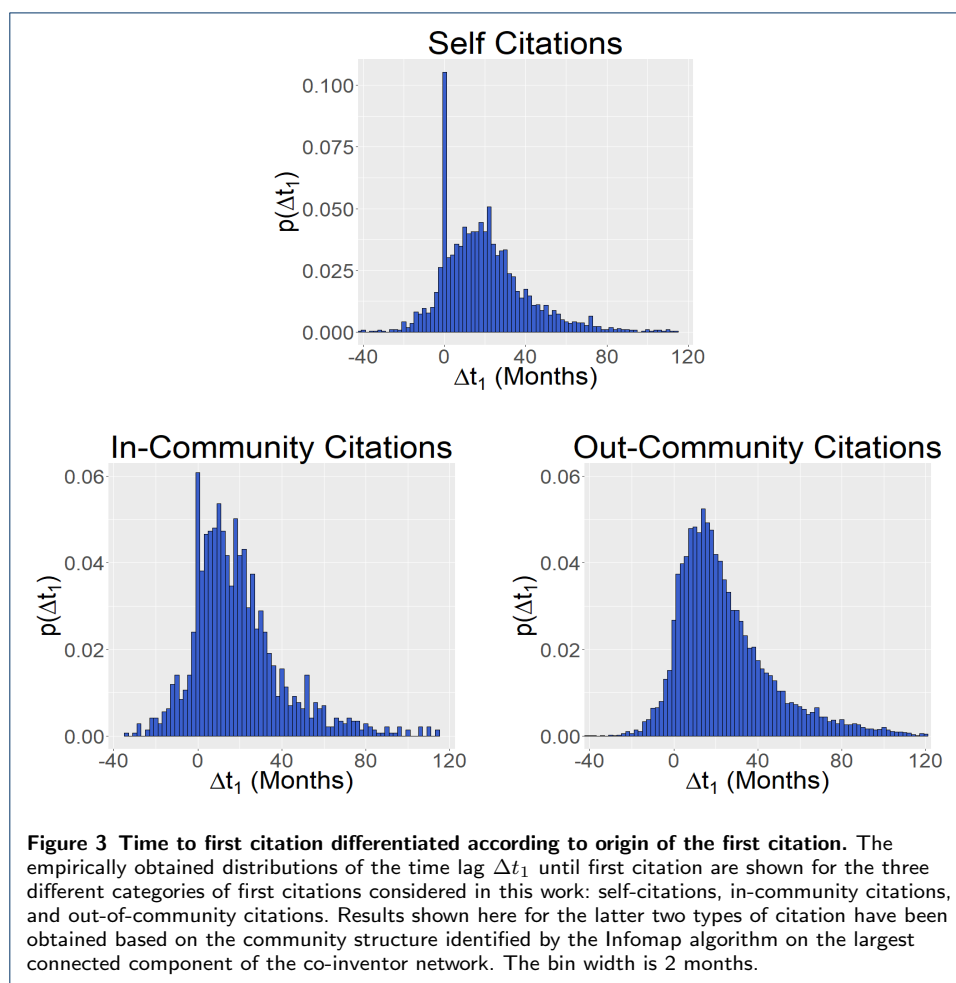 Self Citations
0.100
0.075
0.050
0.025
0.000
p(Δt₁)
-40 0 40 80 120
Δt₁ (Months)
In-Community Citations
0.06
0.04
0.02
0.00
p(Δt₁)
-40 0 40 80 120
Δt₁ (Months)
Out-Community Citations
0.06
0.04
0.02
0.00
p(Δt₁)
-40 0 40 80 120
Δt₁ (Months)
Figure 3 Time to first citation differentiated according to origin of the first citation. The
empirically obtained distributions of the time lag Δt₁ until first citation are shown for the three
different categories of first citations considered in this work: self-citations, in-community citations,
and out-of-community citations. Results shown here for the latter two types of citation have been
obtained based on the community structure identified by the Infomap algorithm on the largest
connected component of the co-inventor network. The bin width is 2 months.